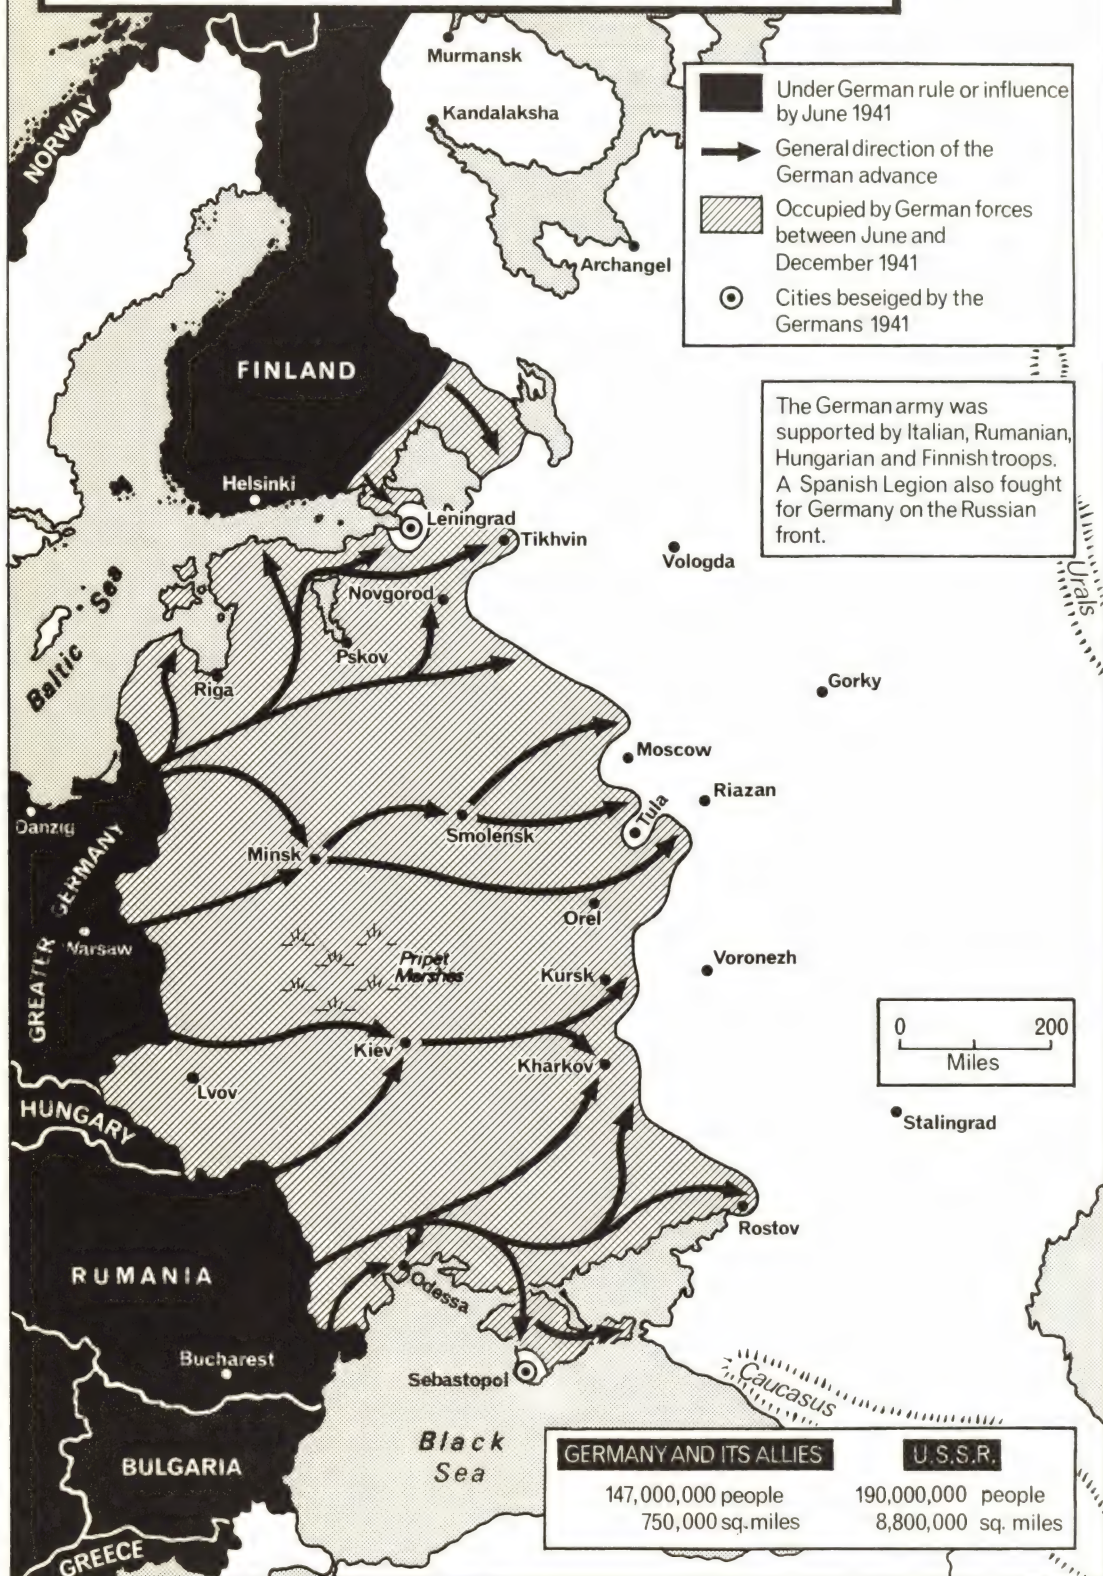 Murmansk
Kandalaksha
NORWAY
Archangel
Under German rule or influence
by June 1941
General direction of the
German advance
Occupied by German forces
between June and
December 1941
Cities beseiged by the
Germans 1941
FINLAND
Helsinki
The German army was
supported by Italian, Rumanian,
Hungarian and Finnish troops.
A Spanish Legion also fought
for Germany on the Russian
front.
Leningrad
Tikhvin
Vologda
Urals
Baltic Sea
Novgorod
Pskov
Riga
Gorky
Moscow
Riazan
Tula
Danzig
Smolensk
Minsk
GREATER GERMANY
Orel
Warsaw
Pripet
Marshes
Kursk
Voronezh
0 200
Miles
Kiev
Kharkov
Lvov
HUNGARY
Stalingrad
Rostov
RUMANIA
Odessa
Bucharest
Sebastopol
Caucasus
Black
Sea
BULGARIA
GREECE
GERMANY AND ITS ALLIES U.S.S.R.
147,000,000 people 190,000,000 people
750,000 sq. miles 8,800,000 sq. miles